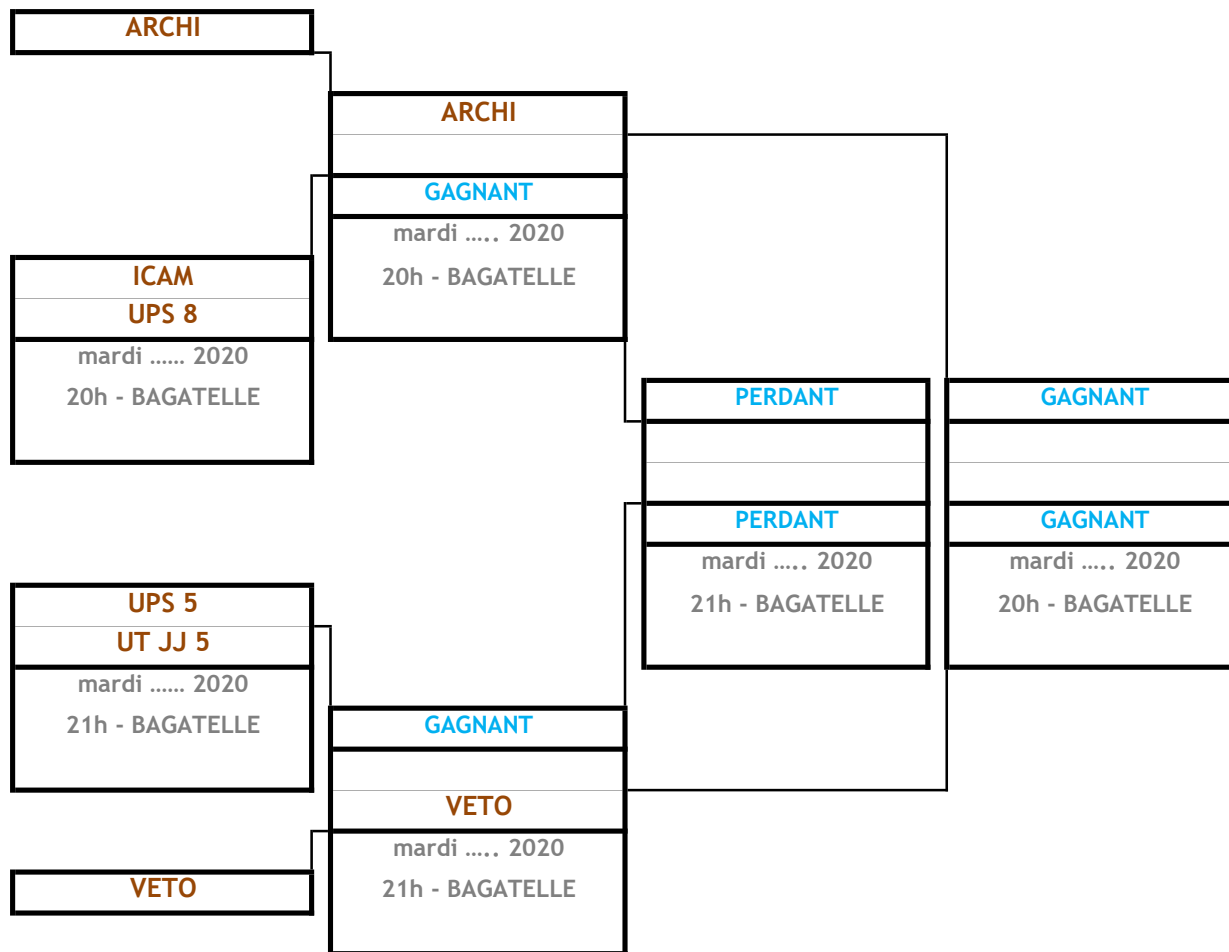 ARCHI
ARCHI
GAGNANT
mardi ….. 2020
20h - BAGATELLE
ICAM
UPS 8
mardi …… 2020
20h - BAGATELLE
PERDANT
PERDANT
mardi ….. 2020
21h - BAGATELLE
GAGNANT
GAGNANT
mardi ….. 2020
20h - BAGATELLE
UPS 5
UT JJ 5
mardi …… 2020
21h - BAGATELLE
GAGNANT
VETO
mardi ….. 2020
21h - BAGATELLE
VETO